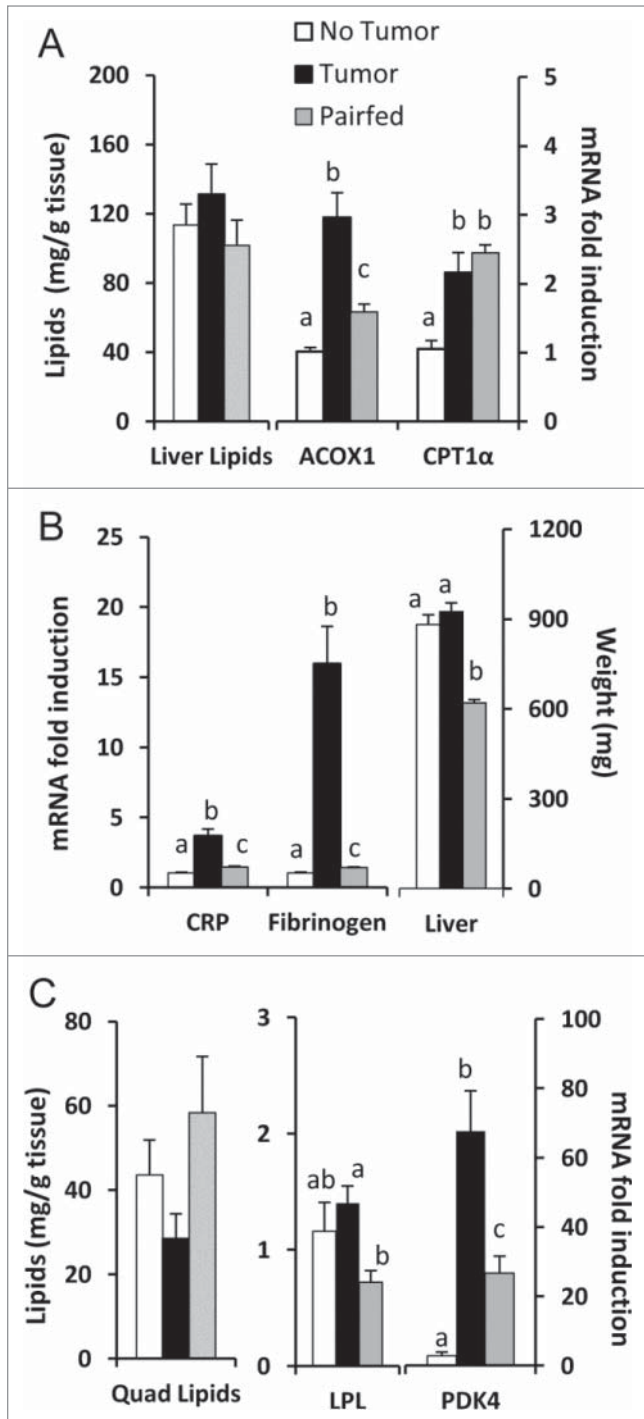 A
No Tumor
Tumor
Pairfed
Lipids (mg/g tissue)
200
160
120
80
40
0
mRNA fold induction
5
4
3
2
1
0
a b c
a b b
Liver Lipids ACOX1 CPT1α
B
mRNA fold induction
25
20
15
10
5
0
Weight (mg)
1200
900
600
300
0
a b c
a b c
a a b
CRP Fibrinogen Liver
C
Lipids (mg/g tissue)
80
60
40
20
0
3
2
1
0
mRNA fold induction
100
80
60
40
20
0
ab a b
a b c
Quad Lipids LPL PDK4